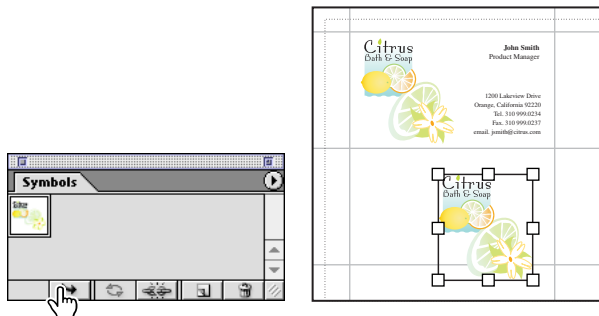 Symbols
Citrus
Bath & Soap
John Smith
Product Manager
1200 Lakeview Drive
Orange, California 92220
Tel. 310 999.0234
Fax. 310 999.0237
email. jsmith@citrus.com
Citrus
Bath & Soap